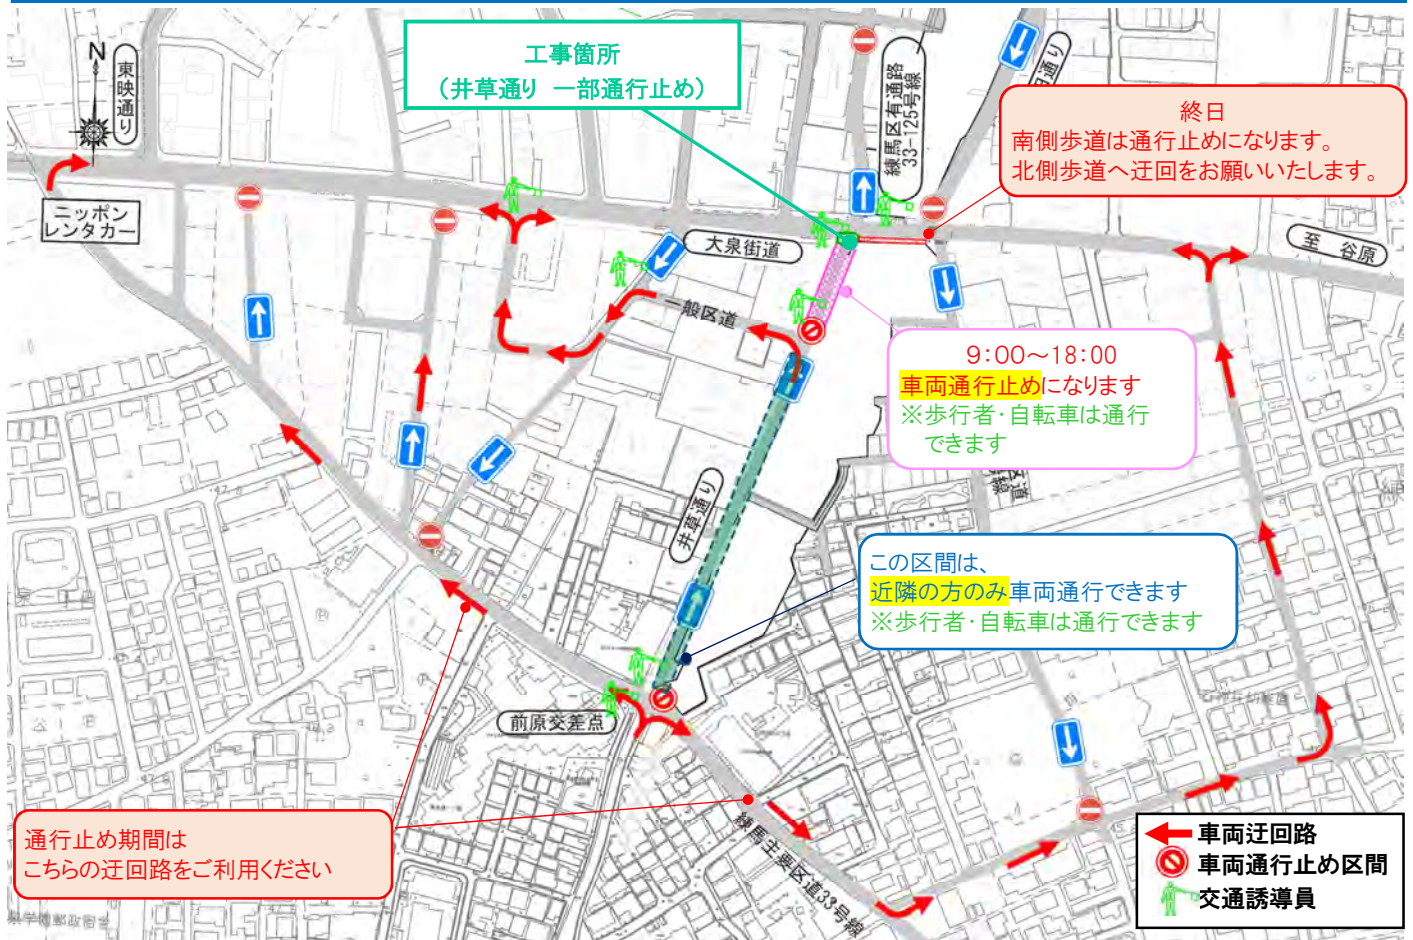 工事箇所
（井草通り　一部通行止め）
N
東映通り
練馬区有通路
33-125号線
田通り
終日
南側歩道は通行止めになります。
北側歩道へ迂回をお願いいたします。
ニッポン
レンタカー
大泉街道
至　谷原
一般区道
9：00～18：00
車両通行止めになります
※歩行者・自転車は通行
できます
井草通り
この区間は、
近隣の方のみ車両通行できます
※歩行者・自転車は通行できます
前原交差点
通行止め期間は
こちらの迂回路をご利用ください
練馬主要区道33号線
車両迂回路
車両通行止め区間
交通誘導員